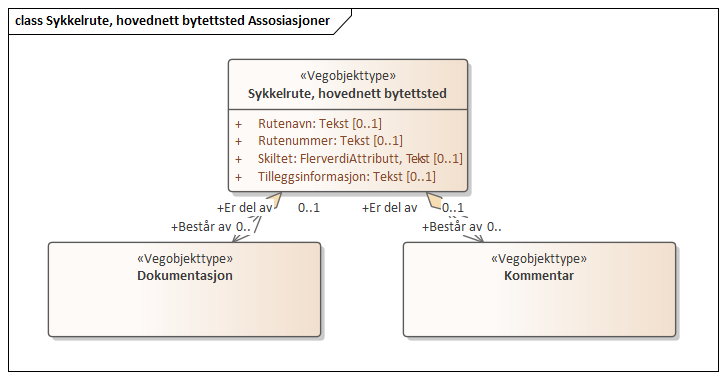 class Sykkelrute, hovednett bytettsted Assosiasjoner
«Vegobjekttype»
Sykkelrute, hovednett bytettsted
+ Rutenavn: Tekst [0..1]
+ Rutenummer: Tekst [0..1]
+ Skiltet: FlerverdiAttributt, Tekst [0..1]
+ Tilleggsinformasjon: Tekst [0..1]
+Er del av 0..1 +Er del av 0..1
+Består av 0.. +Består av 0..
«Vegobjekttype» «Vegobjekttype»
Dokumentasjon Kommentar